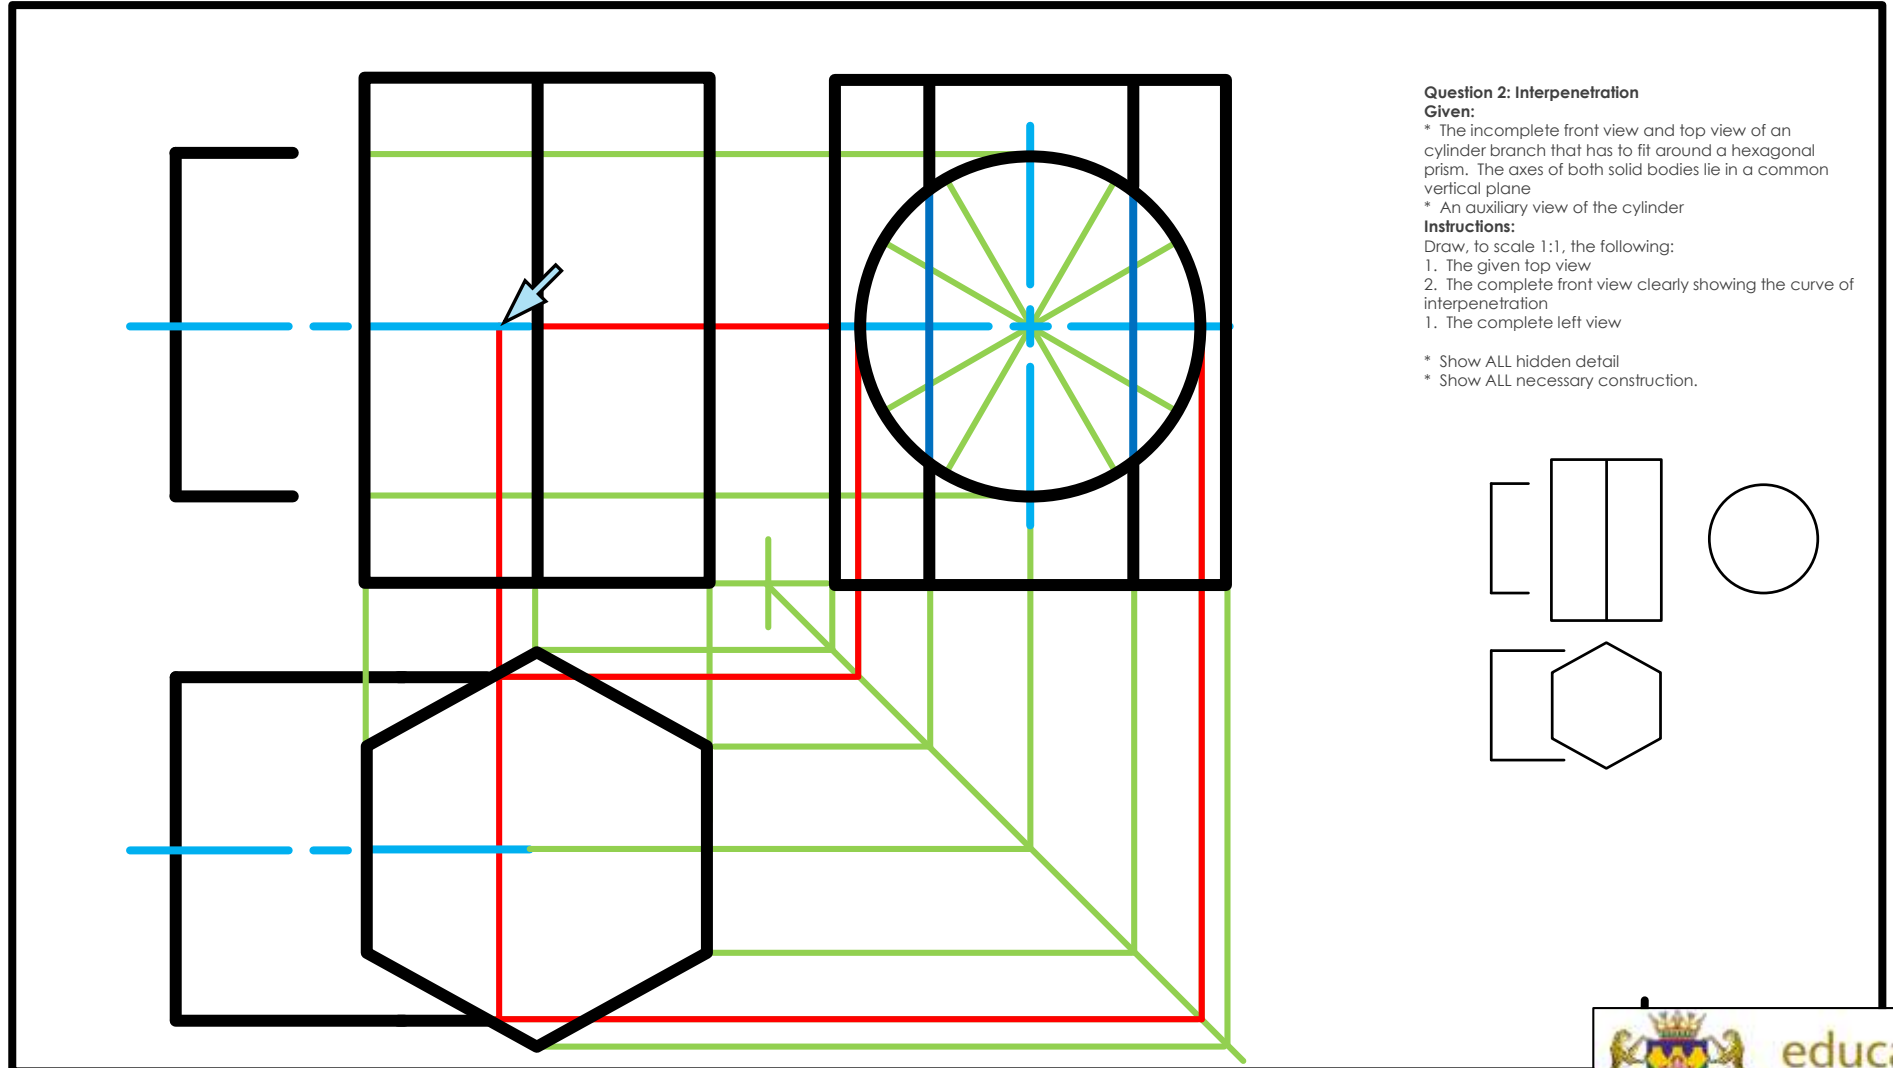 Question 2: Interpenetration
Given:
* The incomplete front view and top view of an
cylinder branch that has to fit around a hexagonal
prism. The axes of both solid bodies lie in a common
vertical plane
* An auxiliary view of the cylinder
Instructions:
Draw, to scale 1:1, the following:
1. The given top view
2. The complete front view clearly showing the curve of
interpenetration
1. The complete left view
* Show ALL hidden detail
* Show ALL necessary construction.
educa